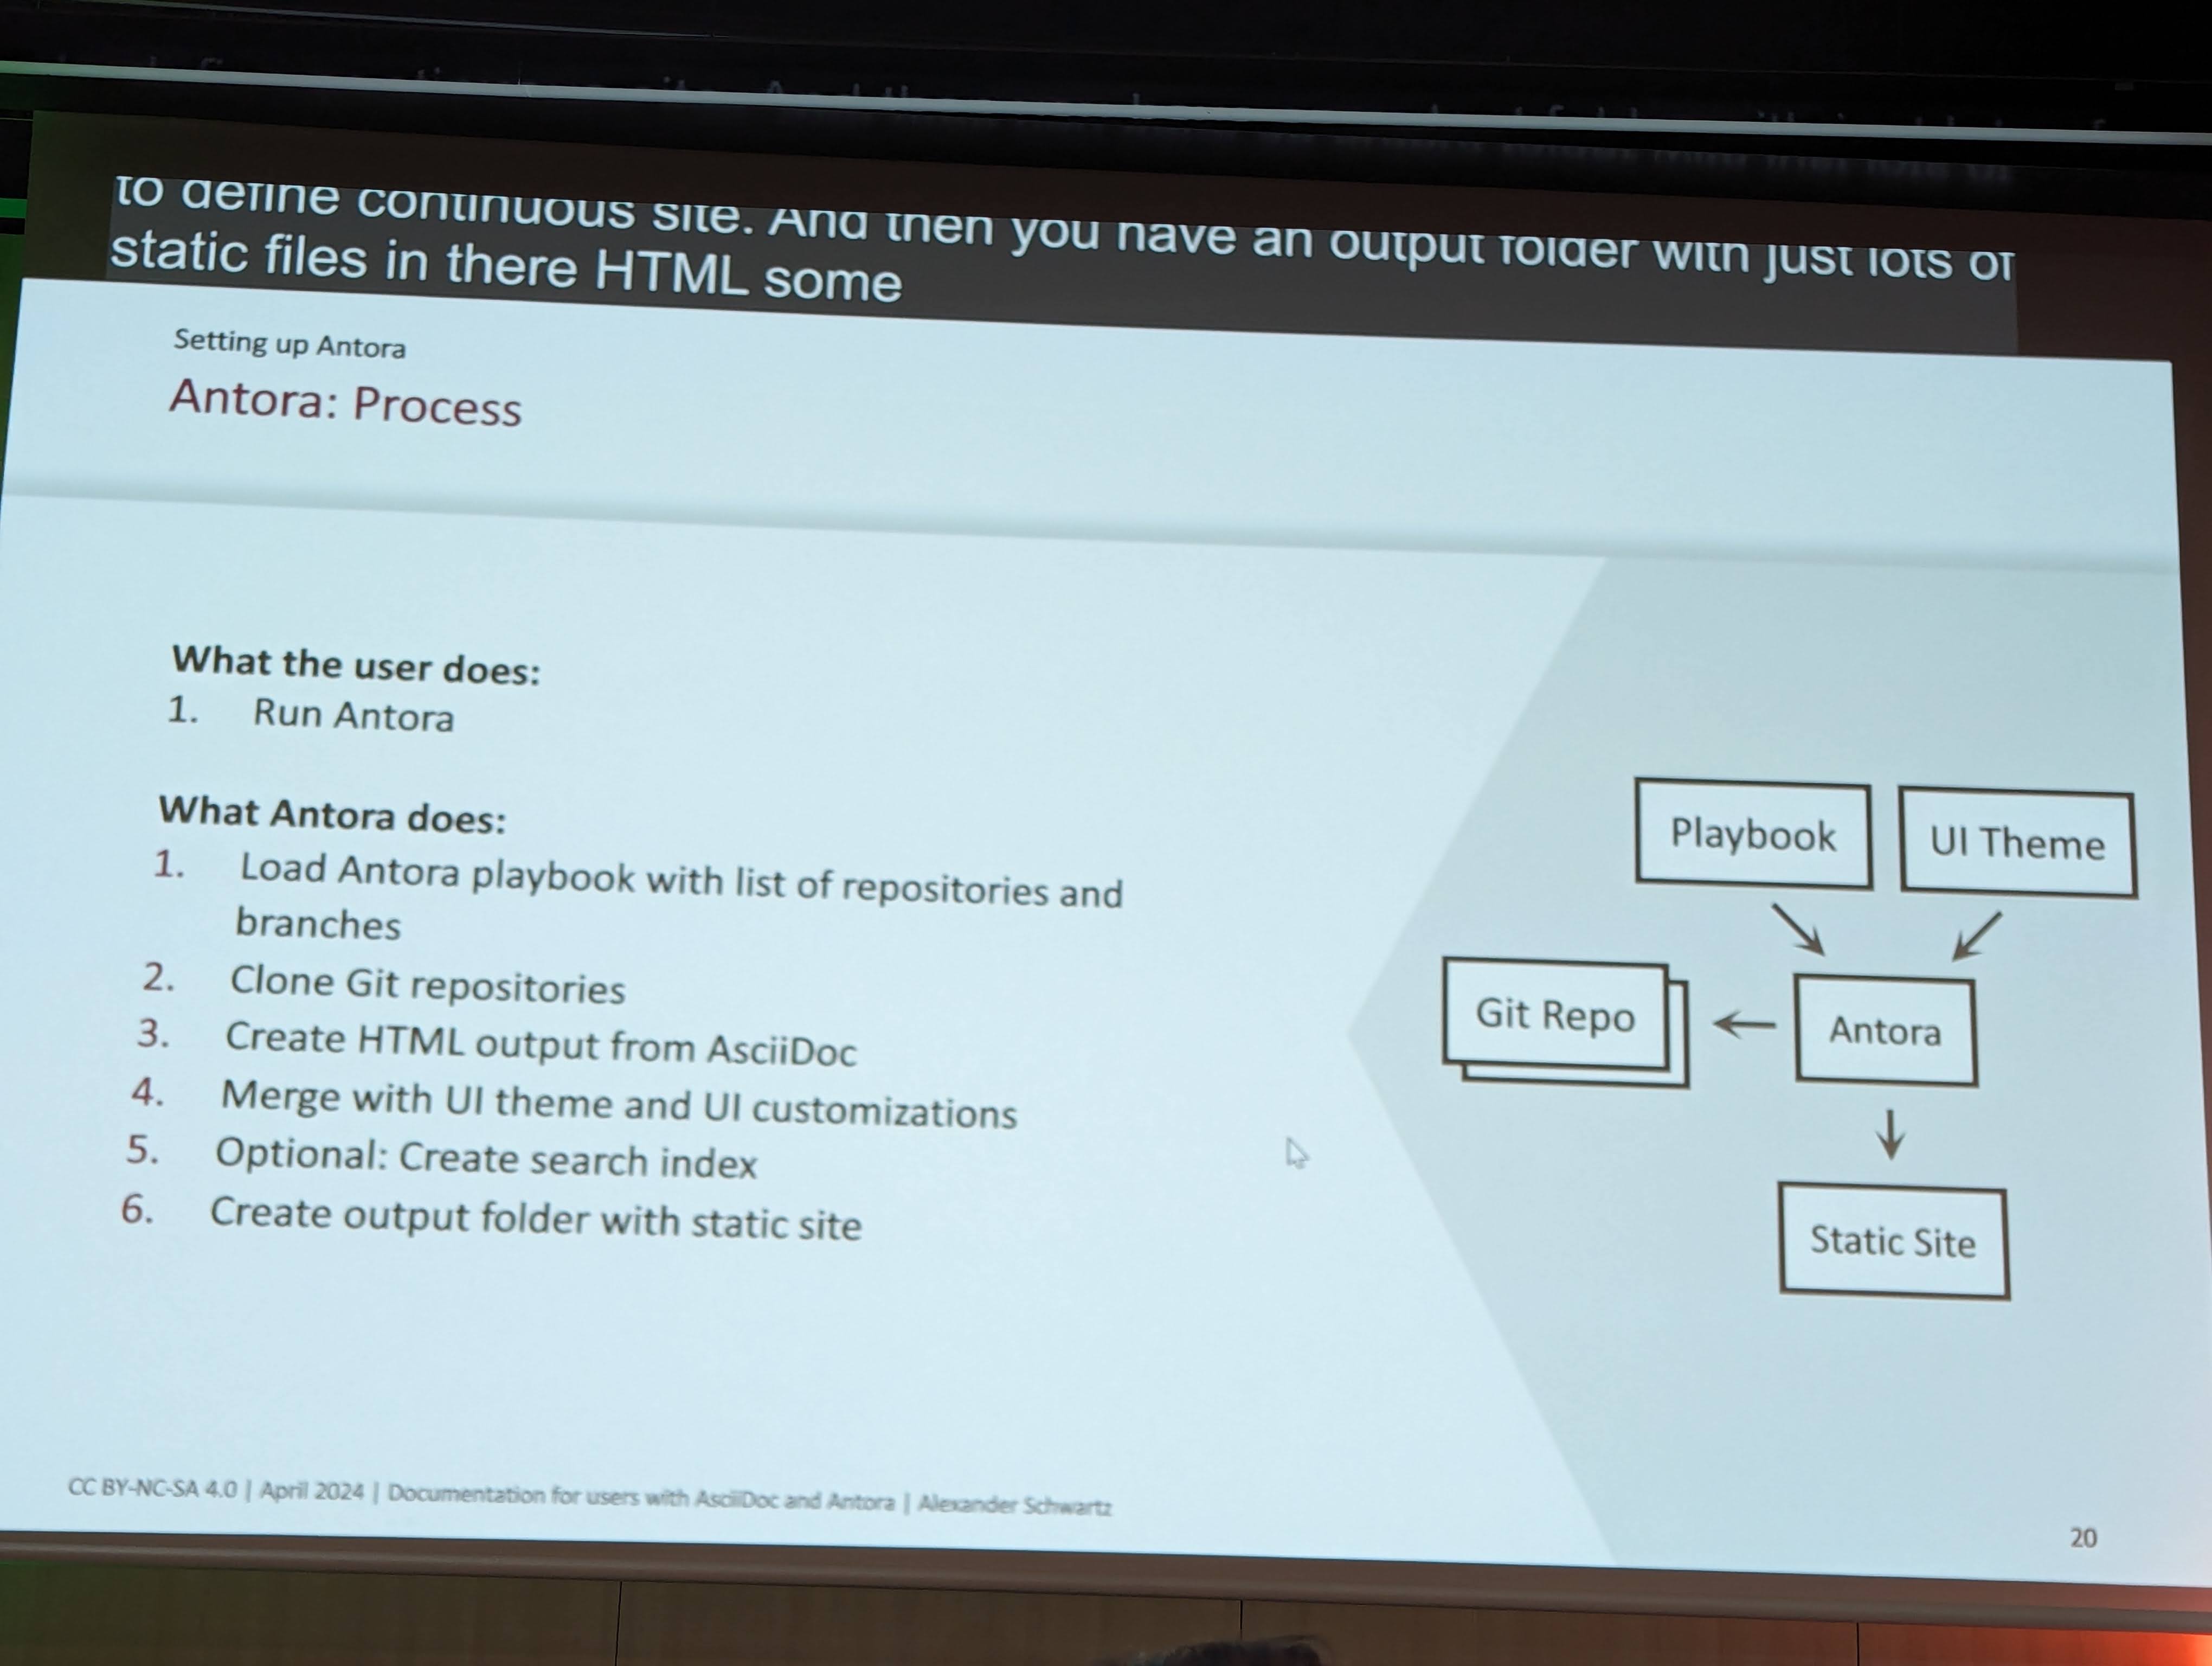 to define continuous site. And then you have an output folder with just lots of
static files in there HTML some
Setting up Antora
Antora: Process
What the user does:
1. Run Antora
What Antora does:
1. Load Antora playbook with list of repositories and
branches
2. Clone Git repositories
3. Create HTML output from AsciiDoc
4. Merge with UI theme and UI customizations
5. Optional: Create search index
6. Create output folder with static site
Playbook
UI Theme
Git Repo
Antora
Static Site
CC BY-NC-SA 4.0 | April 2024 | Documentation for users with AsciiDoc and Antora | Alexander Schwartz
20